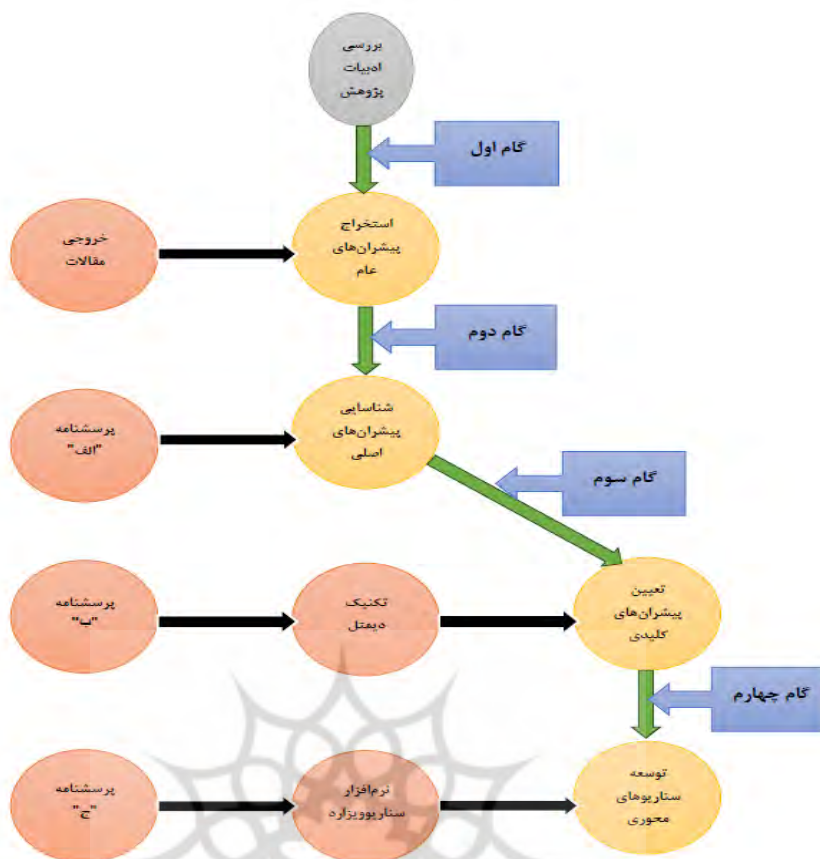 بررسی
ادبیات
پژوهش
گام اول
استخراج
پیشران‌های
عام
خروجی
مقالات
گام دوم
شناسایی
پیشران‌های
اصلی
پرسشنامه
"الف"
گام سوم
تعیین
پیشران‌های
کلیدی
تکنیک
دیمتل
پرسشنامه
"ب"
گام چهارم
توسعه
سناریوهای
محوری
نرم‌افزار
سناریوویزارد
پرسشنامه
"ج"